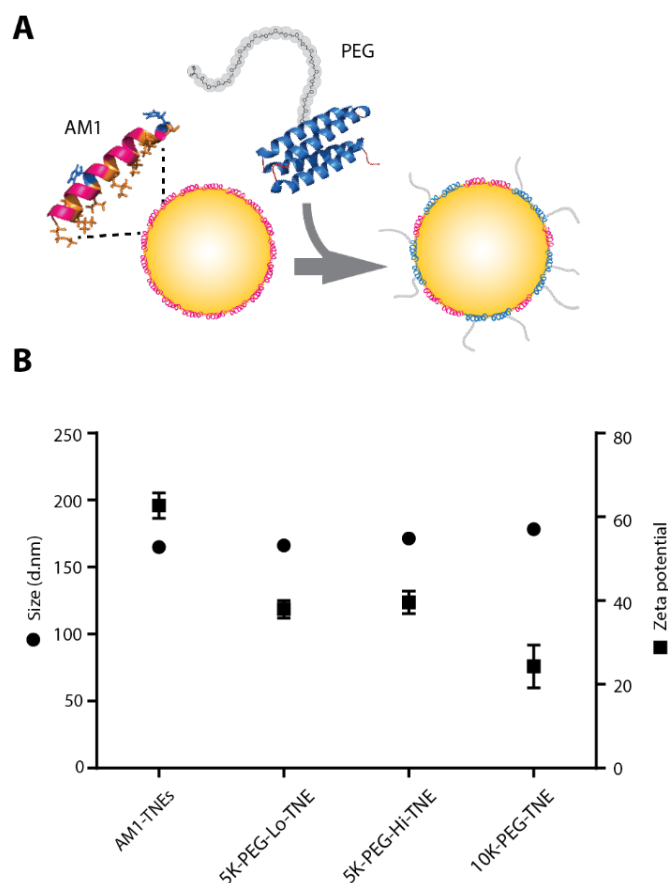 A
PEG
AM1
B
250
200
150
100
50
0
Size (d.nm)
80
60
40
20
0
Zeta potential
AM1-TNEs
5K-PEG-Lo-TNE
5K-PEG-Hi-TNE
10K-PEG-TNE